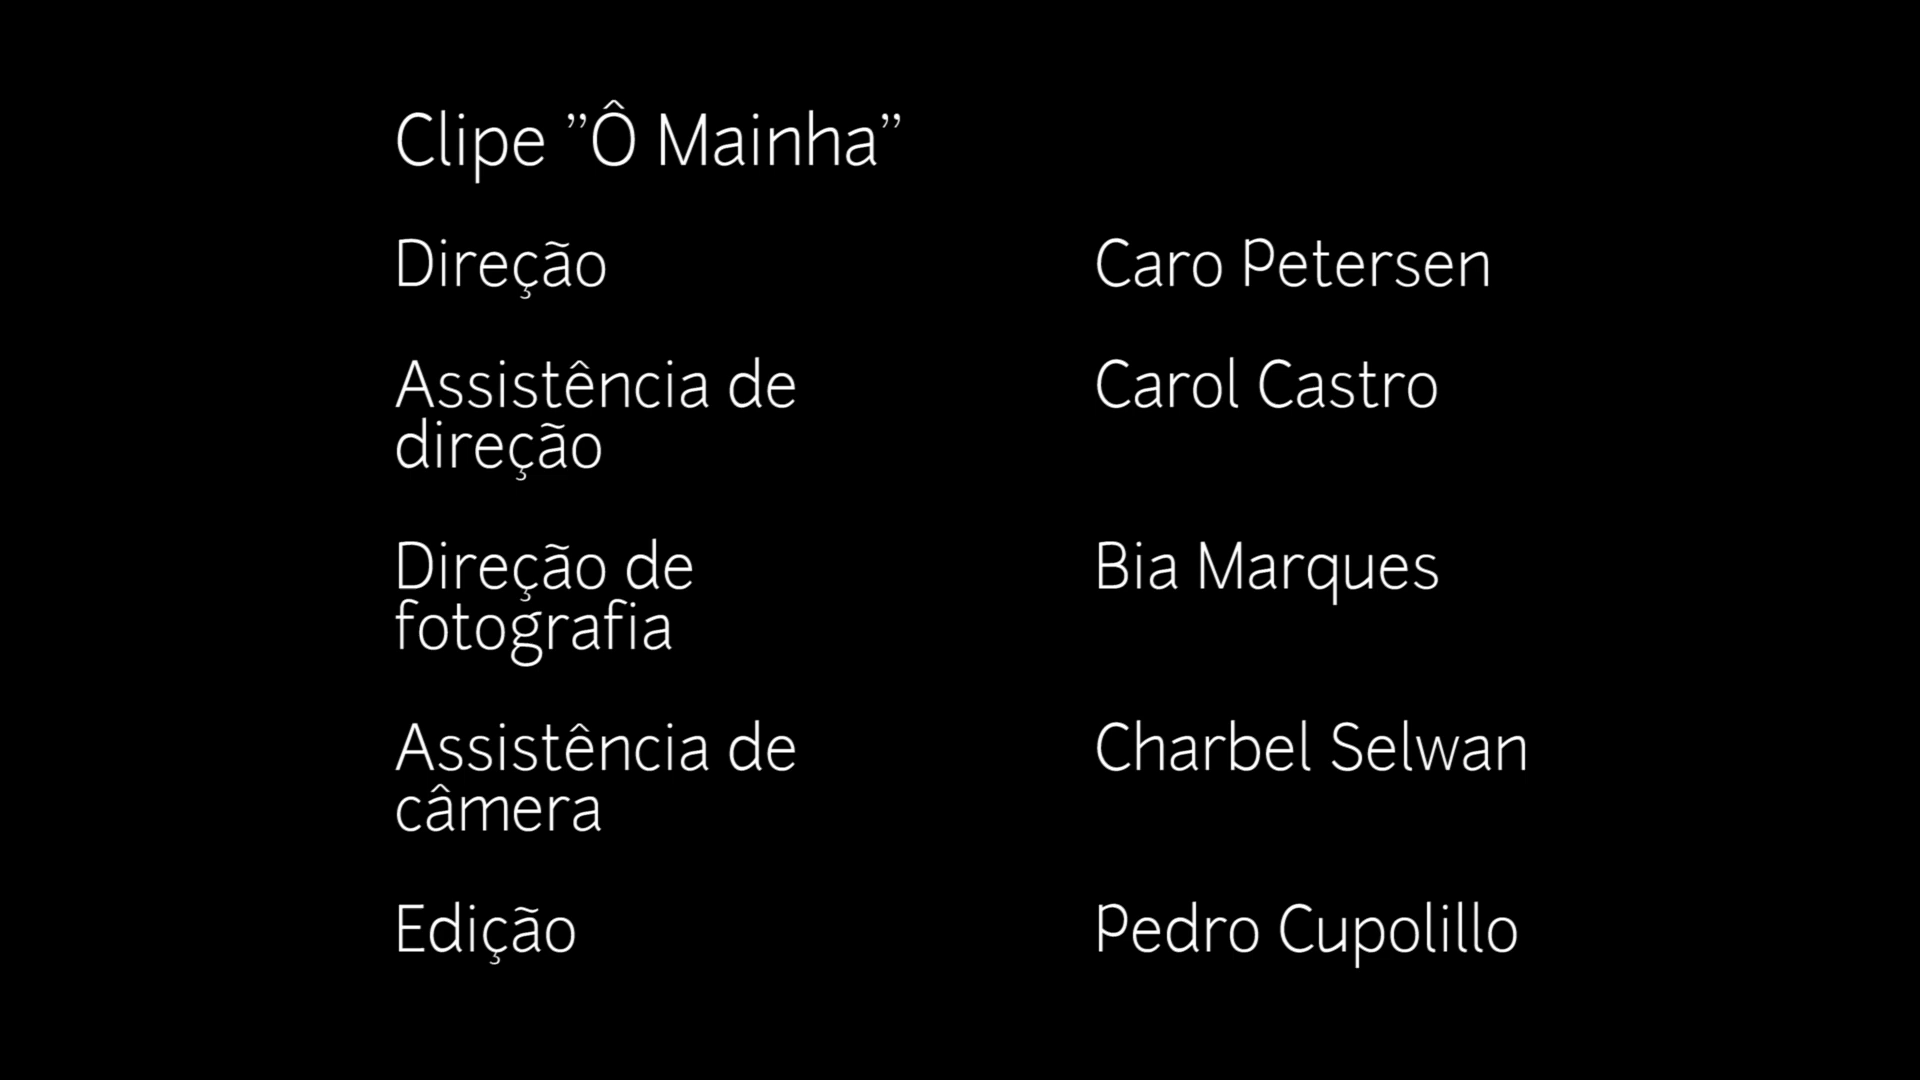 Clipe ”Ô Mainha”
Direção Caro Petersen
Assistência de Carol Castro
direção
Direção de Bia Marques
fotografia
Assistência de Charbel Selwan
câmera
Edição Pedro Cupolillo